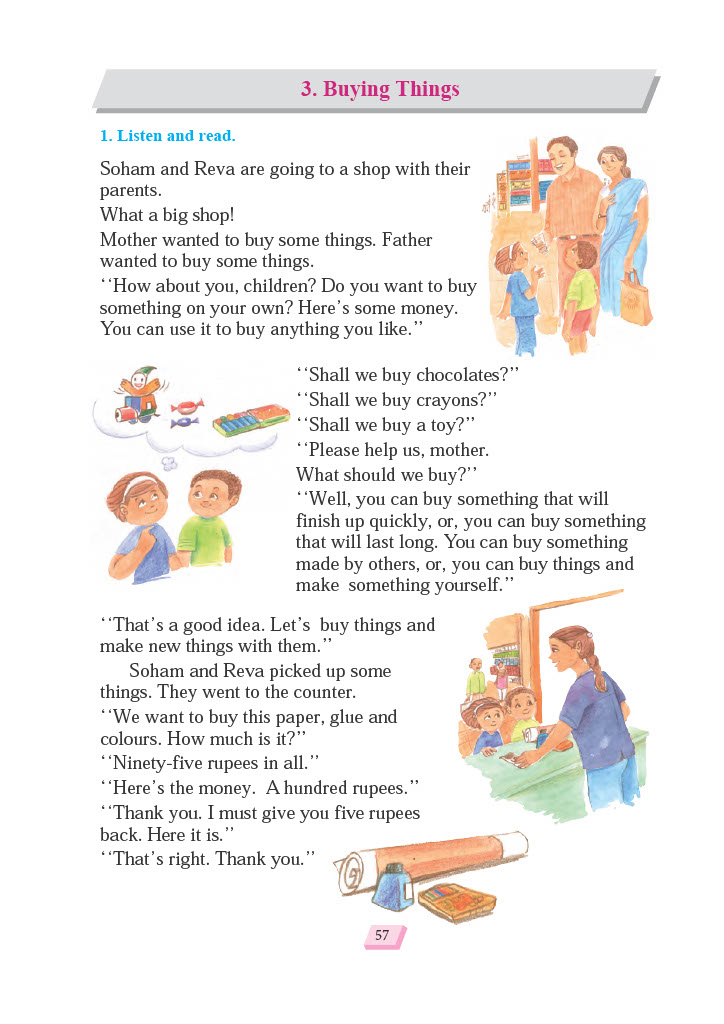 3. Buying Things
1. Listen and read.
Soham and Reva are going to a shop with their
parents.
What a big shop!
Mother wanted to buy some things. Father
wanted to buy some things.
‘‘How about you, children? Do you want to buy
something on your own? Here’s some money.
You can use it to buy anything you like.’’
‘‘Shall we buy chocolates?’’
‘‘Shall we buy crayons?’’
‘‘Shall we buy a toy?’’
‘‘Please help us, mother.
What should we buy?’’
‘‘Well, you can buy something that will
finish up quickly, or, you can buy something
that will last long. You can buy something
made by others, or, you can buy things and
make something yourself.’’
‘‘That’s a good idea. Let’s buy things and
make new things with them.’’
Soham and Reva picked up some
things. They went to the counter.
‘‘We want to buy this paper, glue and
colours. How much is it?’’
‘‘Ninety-five rupees in all.’’
‘‘Here’s the money. A hundred rupees.’’
‘‘Thank you. I must give you five rupees
back. Here it is.’’
‘‘That’s right. Thank you.’’
57